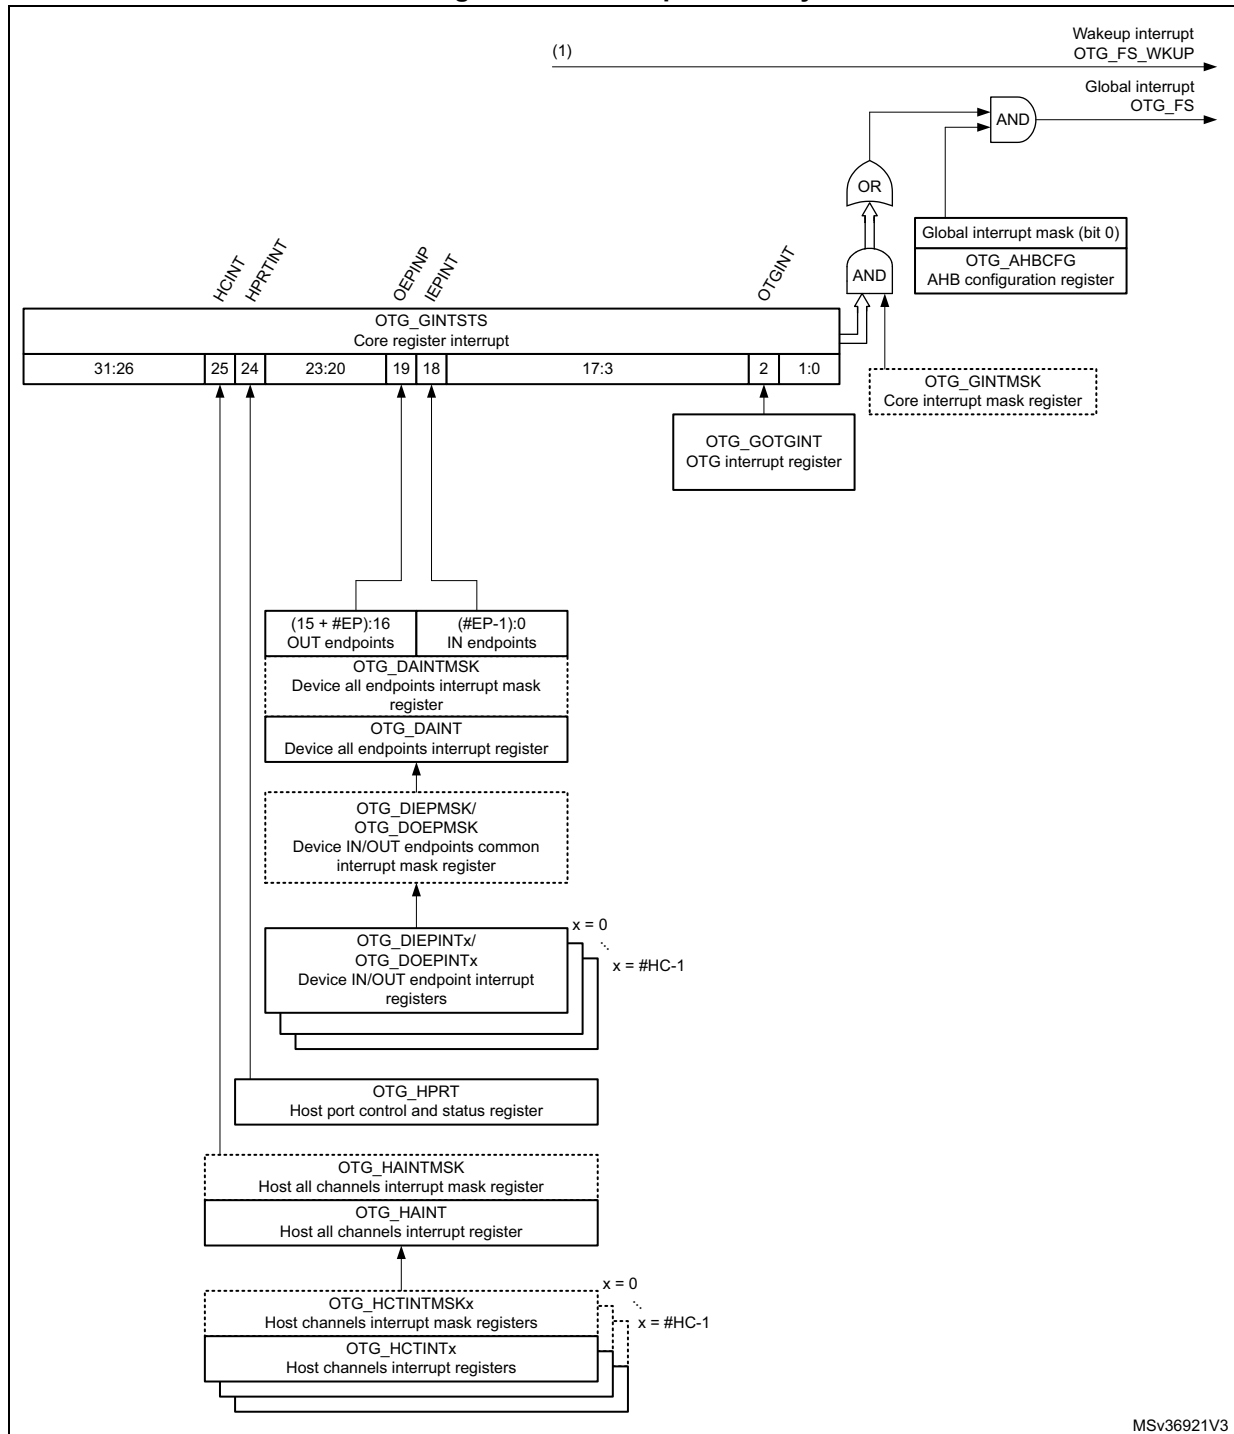 (1)
Wakeup interrupt
OTG_FS_WKUP
Global interrupt
OTG_FS
AND
OR
Global interrupt mask (bit 0)
OTG_AHBCFG
AHB configuration register
AND
HCINT
HPRTINT
OEPINP
IEPINT
OTGINT
OTG_GINTSTS
Core register interrupt
31:26
25
24
23:20
19
18
17:3
2
1:0
OTG_GINTMSK
Core interrupt mask register
OTG_GOTGINT
OTG interrupt register
(15 + #EP):16
OUT endpoints
(#EP-1):0
IN endpoints
OTG_DAINTMSK
Device all endpoints interrupt mask
register
OTG_DAINT
Device all endpoints interrupt register
OTG_DIEPMSK/
OTG_DOEPMSK
Device IN/OUT endpoints common
interrupt mask register
x = 0
x = #HC-1
OTG_DIEPINTx/
OTG_DOEPINTx
Device IN/OUT endpoint interrupt
registers
OTG_HPRT
Host port control and status register
OTG_HAINTMSK
Host all channels interrupt mask register
OTG_HAINT
Host all channels interrupt register
x = 0
x = #HC-1
OTG_HCTINTMSKx
Host channels interrupt mask registers
OTG_HCTINTx
Host channels interrupt registers
MSv36921V3